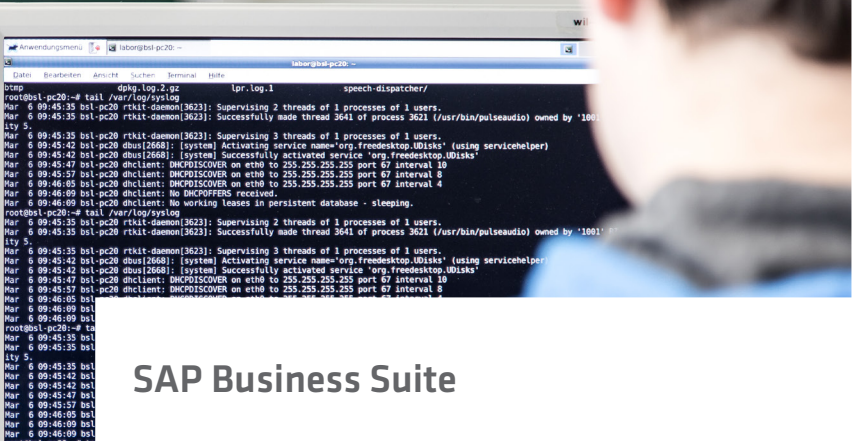 wil
Anwendungsmenü labor@bsl-pc20: ~
labor@bsl-pc20: ~
Datei Bearbeiten Ansicht Suchen Terminal Hilfe
btmp dpkg.log.2.gz lpr.log.1 speech-dispatcher/
root@bsl-pc20:~# tail /var/log/syslog
Mar 6 09:45:35 bsl-pc20 rtkit-daemon[3623]: Supervising 2 threads of 1 processes of 1 users.
Mar 6 09:45:35 bsl-pc20 rtkit-daemon[3623]: Successfully made thread 3641 of process 3621 (/usr/bin/pulseaudio) owned by '1001'
ity 5.
Mar 6 09:45:35 bsl-pc20 rtkit-daemon[3623]: Supervising 3 threads of 1 processes of 1 users.
Mar 6 09:45:42 bsl-pc20 dbus[2668]: [system] Activating service name='org.freedesktop.UDisks' (using servicehelper)
Mar 6 09:45:42 bsl-pc20 dbus[2668]: [system] Successfully activated service 'org.freedesktop.UDisks'
Mar 6 09:45:47 bsl-pc20 dhclient: DHCPDISCOVER on eth0 to 255.255.255.255 port 67 interval 10
Mar 6 09:45:57 bsl-pc20 dhclient: DHCPDISCOVER on eth0 to 255.255.255.255 port 67 interval 8
Mar 6 09:46:05 bsl-pc20 dhclient: DHCPDISCOVER on eth0 to 255.255.255.255 port 67 interval 4
Mar 6 09:46:09 bsl-pc20 dhclient: No DHCPOFFERS received.
Mar 6 09:46:09 bsl-pc20 dhclient: No working leases in persistent database - sleeping.
root@bsl-pc20:~# tail /var/log/syslog
Mar 6 09:45:35 bsl-pc20 rtkit-daemon[3623]: Supervising 2 threads of 1 processes of 1 users.
Mar 6 09:45:35 bsl-pc20 rtkit-daemon[3623]: Successfully made thread 3641 of process 3621 (/usr/bin/pulseaudio) owned by '1001'
ity 5.
Mar 6 09:45:35 bsl-pc20 rtkit-daemon[3623]: Supervising 3 threads of 1 processes of 1 users.
Mar 6 09:45:42 bsl-pc20 dbus[2668]: [system] Activating service name='org.freedesktop.UDisks' (using servicehelper)
Mar 6 09:45:42 bsl-pc20 dbus[2668]: [system] Successfully activated service 'org.freedesktop.UDisks'
Mar 6 09:45:47 bsl-pc20 dhclient: DHCPDISCOVER on eth0 to 255.255.255.255 port 67 interval 10
Mar 6 09:45:57 bsl-pc20 dhclient: DHCPDISCOVER on eth0 to 255.255.255.255 port 67 interval 8
Mar 6 09:46:05 bsl
Mar 6 09:46:09 bsl
Mar 6 09:46:09 bsl
root@bsl-pc20:~# ta
Mar 6 09:45:35 bsl
Mar 6 09:45:35 bsl
ity 5.
Mar 6 09:45:35 bsl
Mar 6 09:45:42 bsl
Mar 6 09:45:42 bsl
Mar 6 09:45:47 bsl
Mar 6 09:45:57 bsl
Mar 6 09:46:05 bsl
Mar 6 09:46:09 bsl
Mar 6 09:46:09 bsl
SAP Business Suite